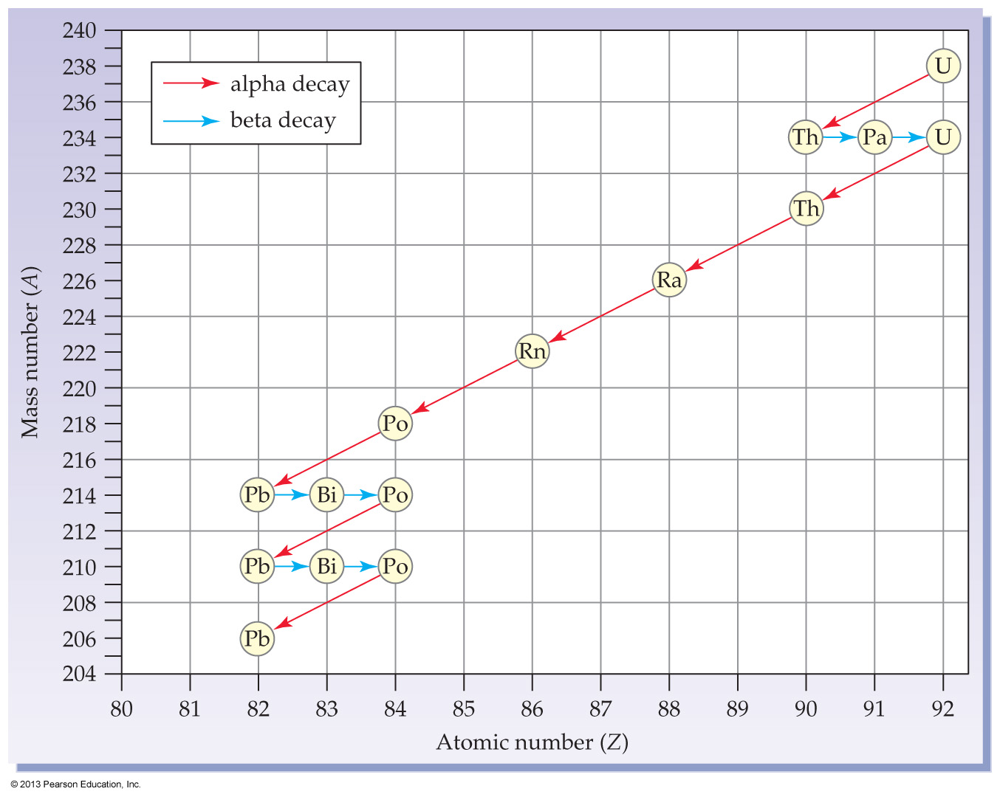 240
238
236
234
232
230
228
226
224
222
220
218
216
214
212
210
208
206
204
Mass number (A)
alpha decay
beta decay
U
Th Pa U
Th
Ra
Rn
Po
Pb Bi Po
Pb Bi Po
Pb
80 81 82 83 84 85 86 87 88 89 90 91 92
Atomic number (Z)
© 2013 Pearson Education, Inc.